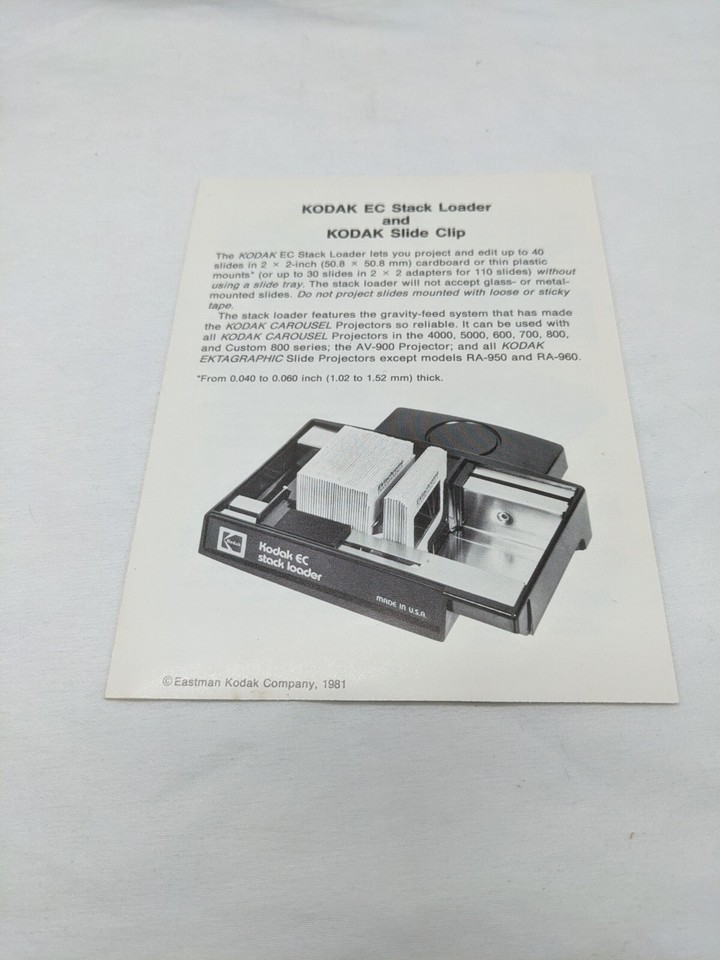 KODAK EC Stack Loader
and
KODAK Slide Clip
The KODAK EC Stack Loader lets you project and edit up to 40
slides in 2 × 2-inch (50.8 × 50.8 mm) cardboard or thin plastic
mounts* (or up to 30 slides in 2 × 2 adapters for 110 slides) without
using a slide tray. The stack loader will not accept glass- or metal-
mounted slides. Do not project slides mounted with loose or sticky
tape.
The stack loader features the gravity-feed system that has made
the KODAK CAROUSEL Projectors so reliable. It can be used with
all KODAK CAROUSEL Projectors in the 4000, 5000, 600, 700, 800,
and Custom 800 series; the AV-900 Projector; and all KODAK
EKTAGRAPHIC Slide Projectors except models RA-950 and RA-960.
*From 0.040 to 0.060 inch (1.02 to 1.52 mm) thick.
Kodak
Kodak EC
stack loader
MADE IN U.S.A.
©Eastman Kodak Company, 1981